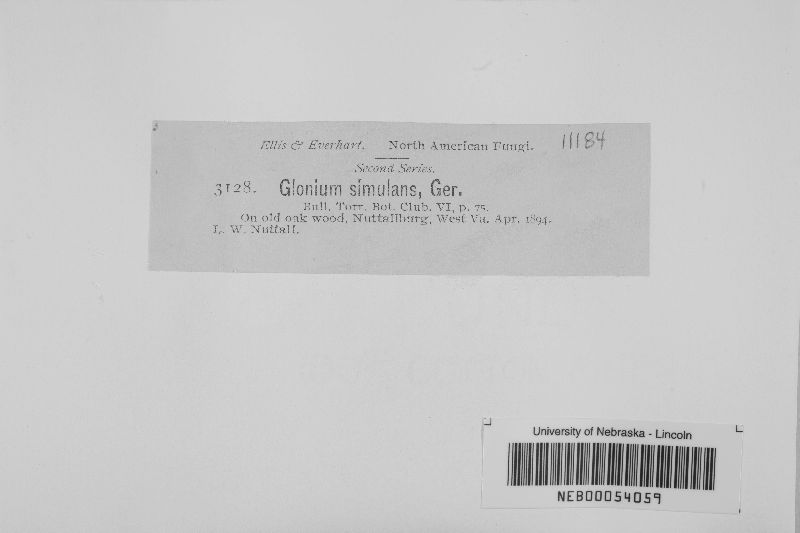 Ellis & Everhart. North American Fungi. 11184
Second Series.
3128. Glonium simulans, Ger.
Bull. Torr. Bot. Club. VI, p. 75.
On old oak wood, Nuttallburg, West Va. Apr. 1894.
L. W. Nuttall.
University of Nebraska - Lincoln
NEB00054059